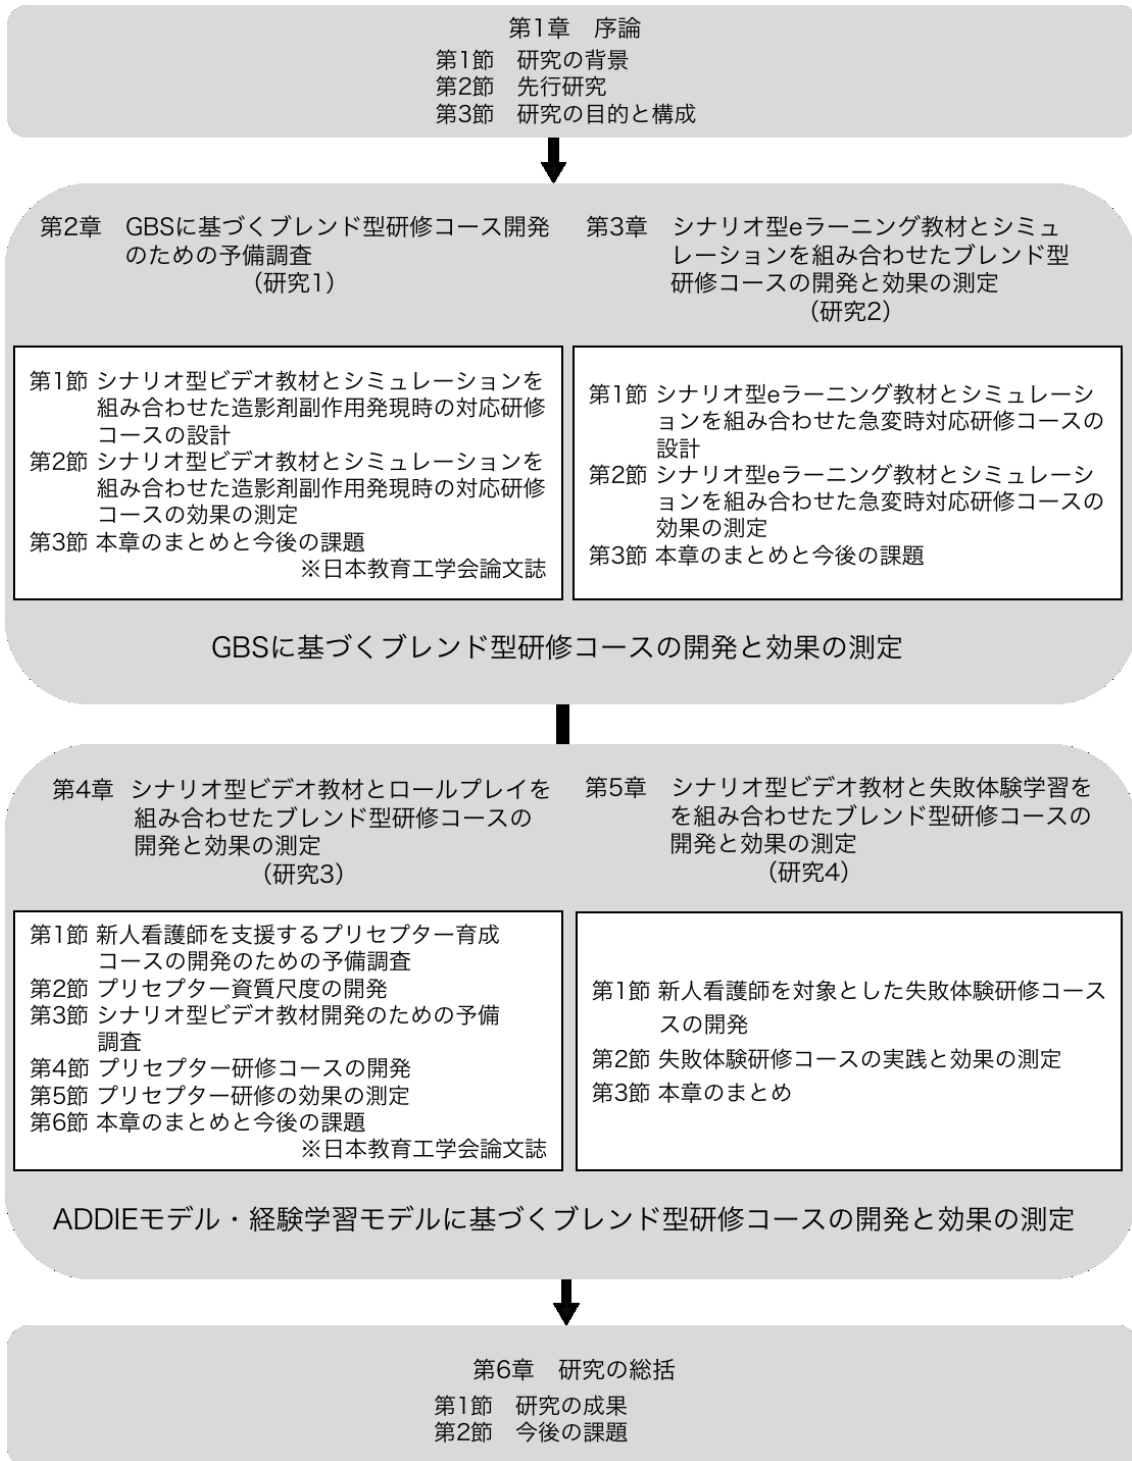 第1章　序論
第1節　研究の背景
第2節　先行研究
第3節　研究の目的と構成
第2章　GBSに基づくブレンド型研修コース開発
のための予備調査
（研究1）
第3章　シナリオ型eラーニング教材とシミュ
レーションを組み合わせたブレンド型
研修コースの開発と効果の測定
（研究2）
第1節 シナリオ型ビデオ教材とシミュレーションを
組み合わせた造影剤副作用発現時の対応研修
コースの設計
第2節 シナリオ型ビデオ教材とシミュレーションを
組み合わせた造影剤副作用発現時の対応研修
コースの効果の測定
第3節 本章のまとめと今後の課題
※日本教育工学会論文誌
第1節 シナリオ型eラーニング教材とシミュレーシ
ョンを組み合わせた急変時対応研修コースの
設計
第2節 シナリオ型eラーニング教材とシミュレーシ
ョンを組み合わせた急変時対応研修コースの
効果の測定
第3節 本章のまとめと今後の課題
GBSに基づくブレンド型研修コースの開発と効果の測定
第4章 シナリオ型ビデオ教材とロールプレイを
組み合わせたブレンド型研修コースの
開発と効果の測定
（研究3）
第5章　シナリオ型ビデオ教材と失敗体験学習を
を組み合わせたブレンド型研修コースの
開発と効果の測定
（研究4）
第1節 新人看護師を支援するプリセプター育成
コースの開発のための予備調査
第2節 プリセプター資質尺度の開発
第3節 シナリオ型ビデオ教材開発のための予備
調査
第4節 プリセプター研修コースの開発
第5節 プリセプター研修の効果の測定
第6節 本章のまとめと今後の課題
※日本教育工学会論文誌
第1節 新人看護師を対象とした失敗体験研修コース
スの開発
第2節 失敗体験研修コースの実践と効果の測定
第3節 本章のまとめ
ADDIEモデル・経験学習モデルに基づくブレンド型研修コースの開発と効果の測定
第6章　研究の総括
第1節　研究の成果
第2節　今後の課題